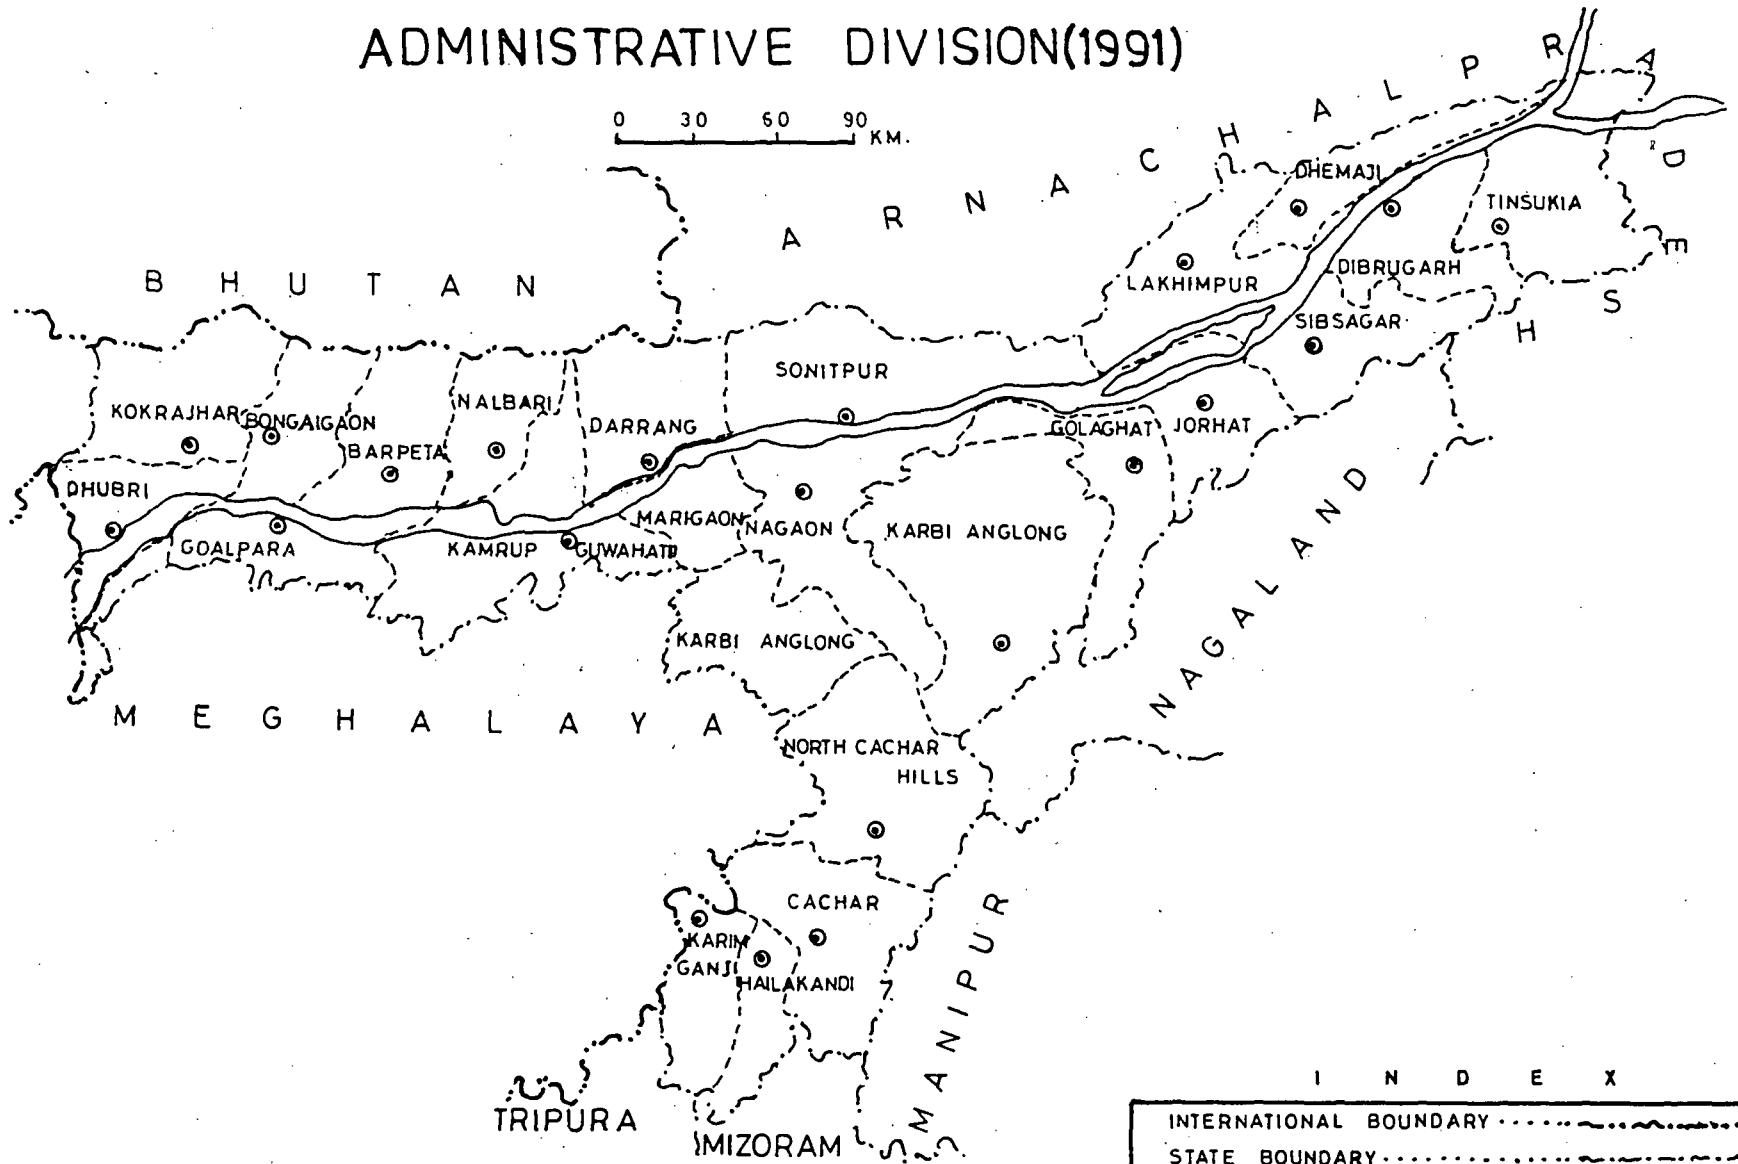 ADMINISTRATIVE DIVISION(1991)
0 30 60 90 KM.
BHUTAN
ARNACHALPRADESH
DHEMAJI
TINSUKIA
LAKHIMPUR
DIBRUGARH
SIBSAGAR
SONITPUR
KOKRAJHAR
BONGAIGAON
NALBARI
BARPETA
DARRANG
GOLAGHAT
JORHAT
DHUBRI
GOALPARA
KAMRUP
GUWAHATI
MARIGAON
NAGAON
KARBI ANGLONG
KARBI ANGLONG
NAGALAND
MEGHALAYA
NORTH CACHAR
HILLS
CACHAR
KARIM
GANJ
HAILAKANDI
MANIPUR
TRIPURA
MIZORAM
INDEX
INTERNATIONAL BOUNDARY
STATE BOUNDARY